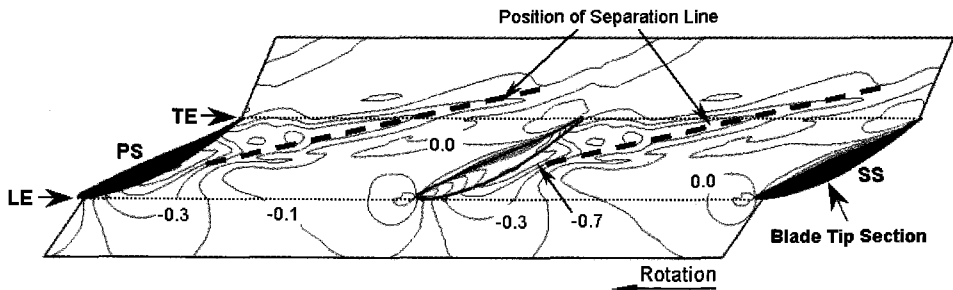 Position of Separation Line
TE
PS
0.0
LE
-0.3
-0.1
-0.3
-0.7
0.0
SS
Blade Tip Section
Rotation